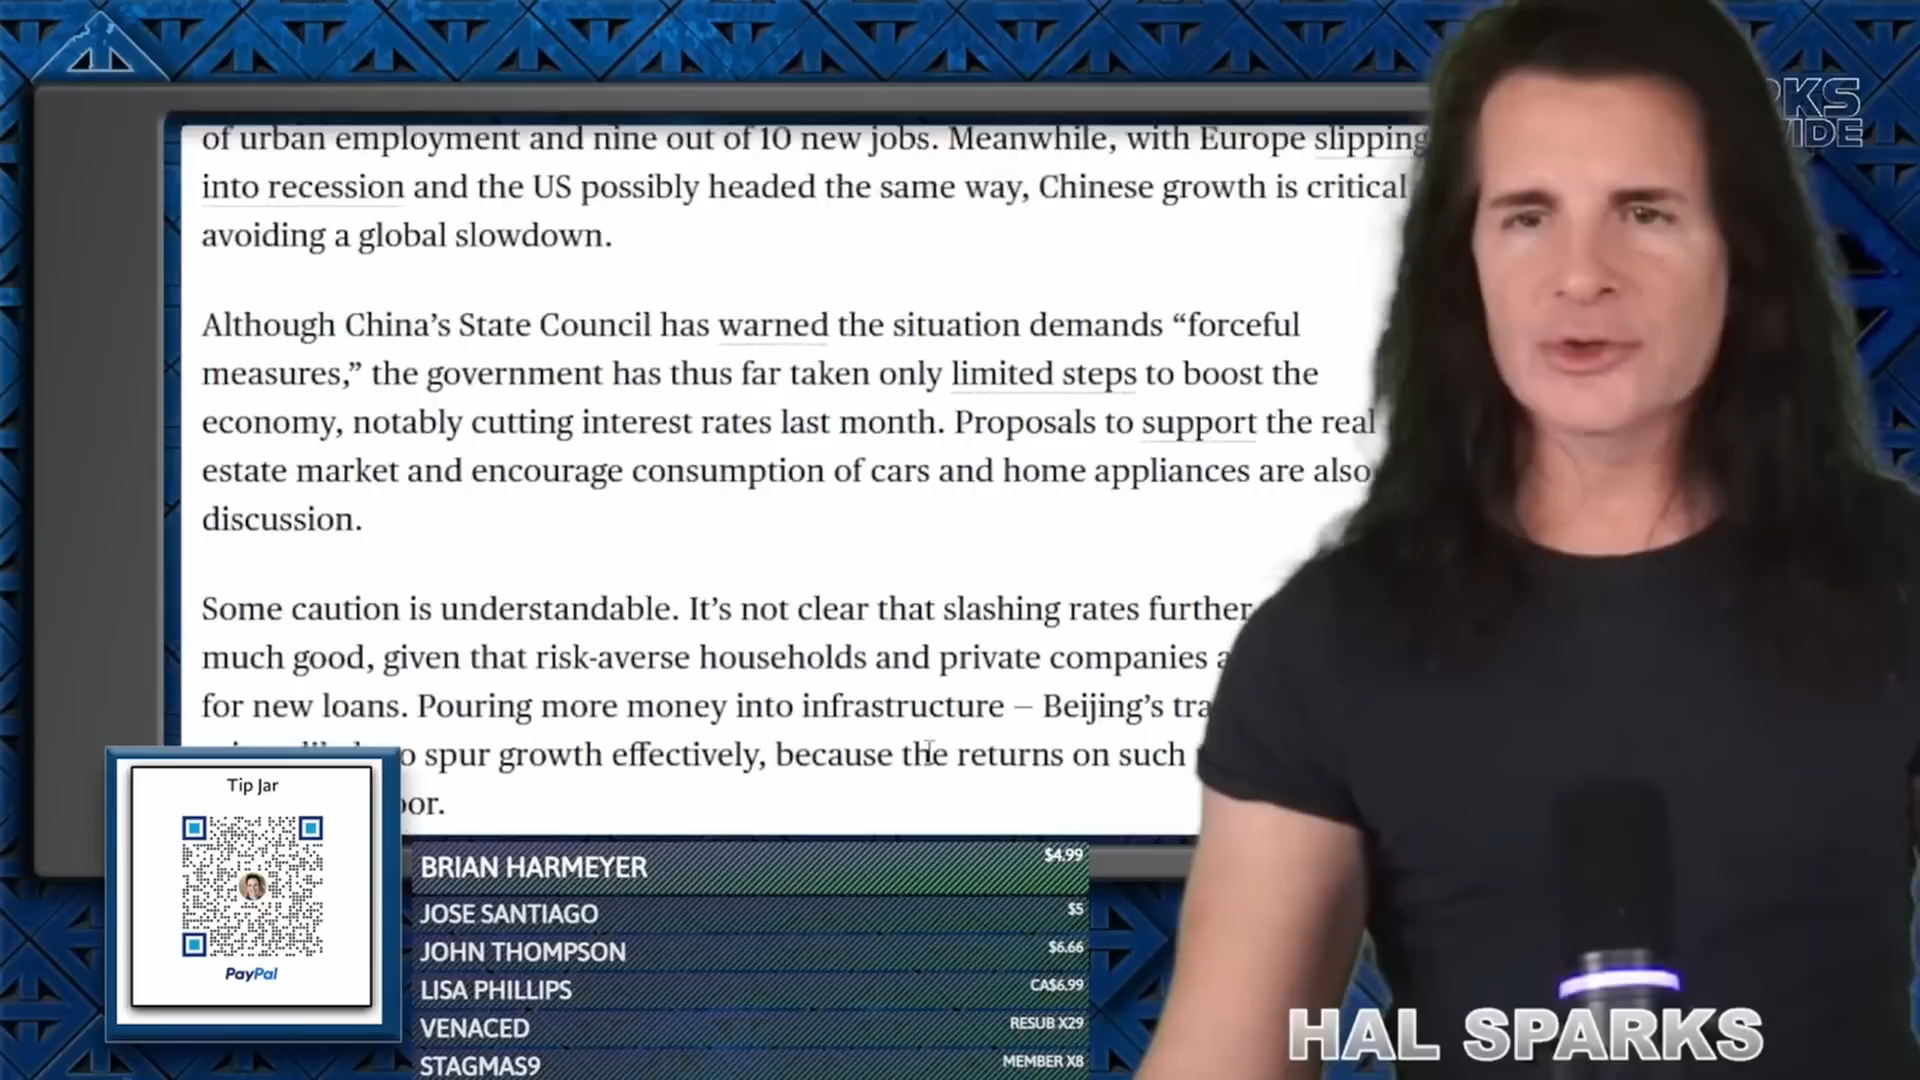 of urban employment and nine out of 10 new jobs. Meanwhile, with Europe slipping
into recession and the US possibly headed the same way, Chinese growth is critical
avoiding a global slowdown.
Although China’s State Council has warned the situation demands “forceful
measures,” the government has thus far taken only limited steps to boost the
economy, notably cutting interest rates last month. Proposals to support the real
estate market and encourage consumption of cars and home appliances are also
discussion.
Some caution is understandable. It’s not clear that slashing rates further
much good, given that risk-averse households and private companies
for new loans. Pouring more money into infrastructure — Beijing’s
spur growth effectively, because the returns on such
Tip Jar
PayPal
BRIAN HARMEYER $4.99
JOSE SANTIAGO $5
JOHN THOMPSON $6.66
LISA PHILLIPS CA$6.99
VENACED RESUB X29
STAGMAS9 MEMBER X8
HAL SPARKS